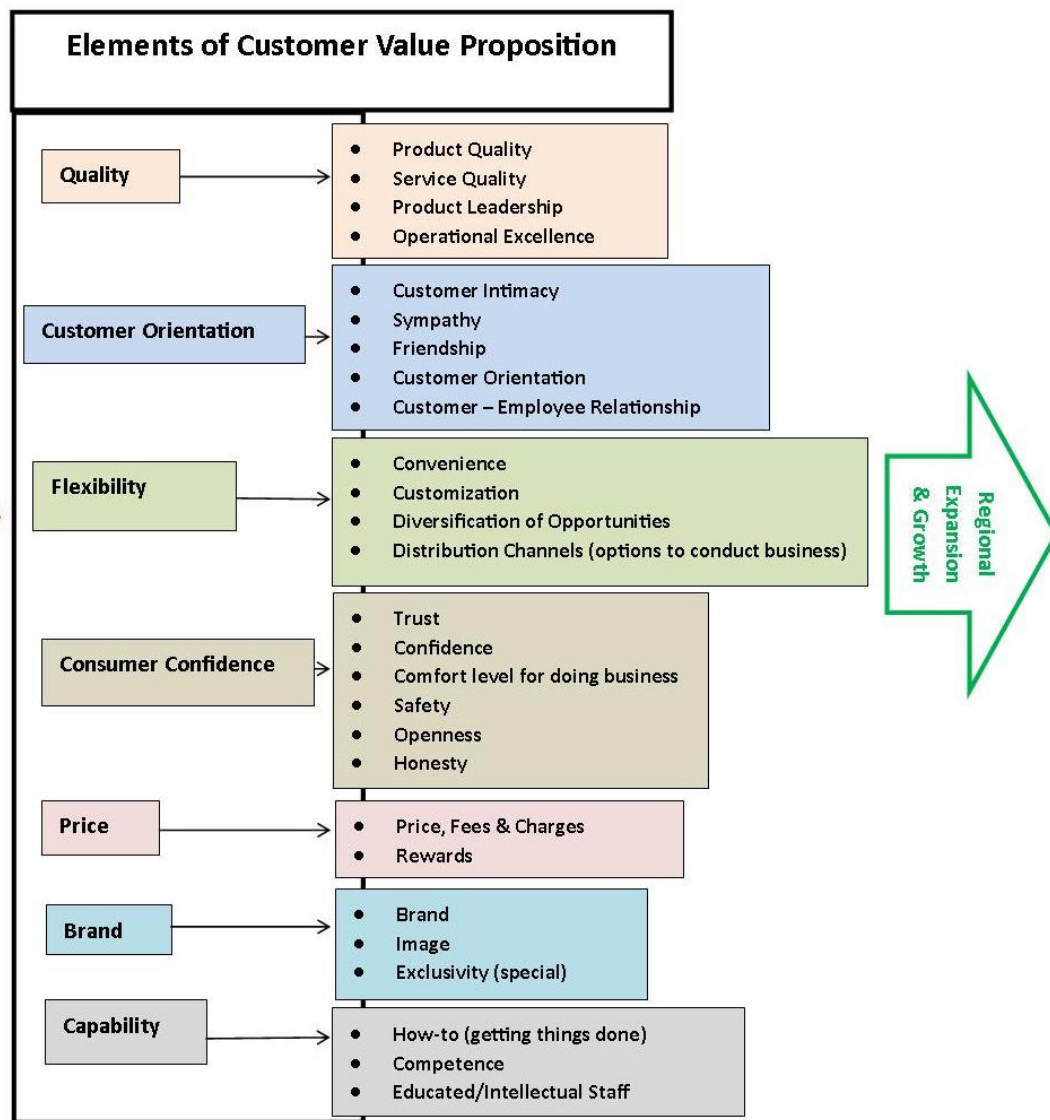 Elements of Customer Value Proposition
Quality
• Product Quality
• Service Quality
• Product Leadership
• Operational Excellence
Customer Orientation
• Customer Intimacy
• Sympathy
• Friendship
• Customer Orientation
• Customer – Employee Relationship
Flexibility
• Convenience
• Customization
• Diversification of Opportunities
• Distribution Channels (options to conduct business)
Consumer Confidence
• Trust
• Confidence
• Comfort level for doing business
• Safety
• Openness
• Honesty
Price
• Price, Fees & Charges
• Rewards
Brand
• Brand
• Image
• Exclusivity (special)
Capability
• How-to (getting things done)
• Competence
• Educated/Intellectual Staff
Regional
Expansion
& Growth